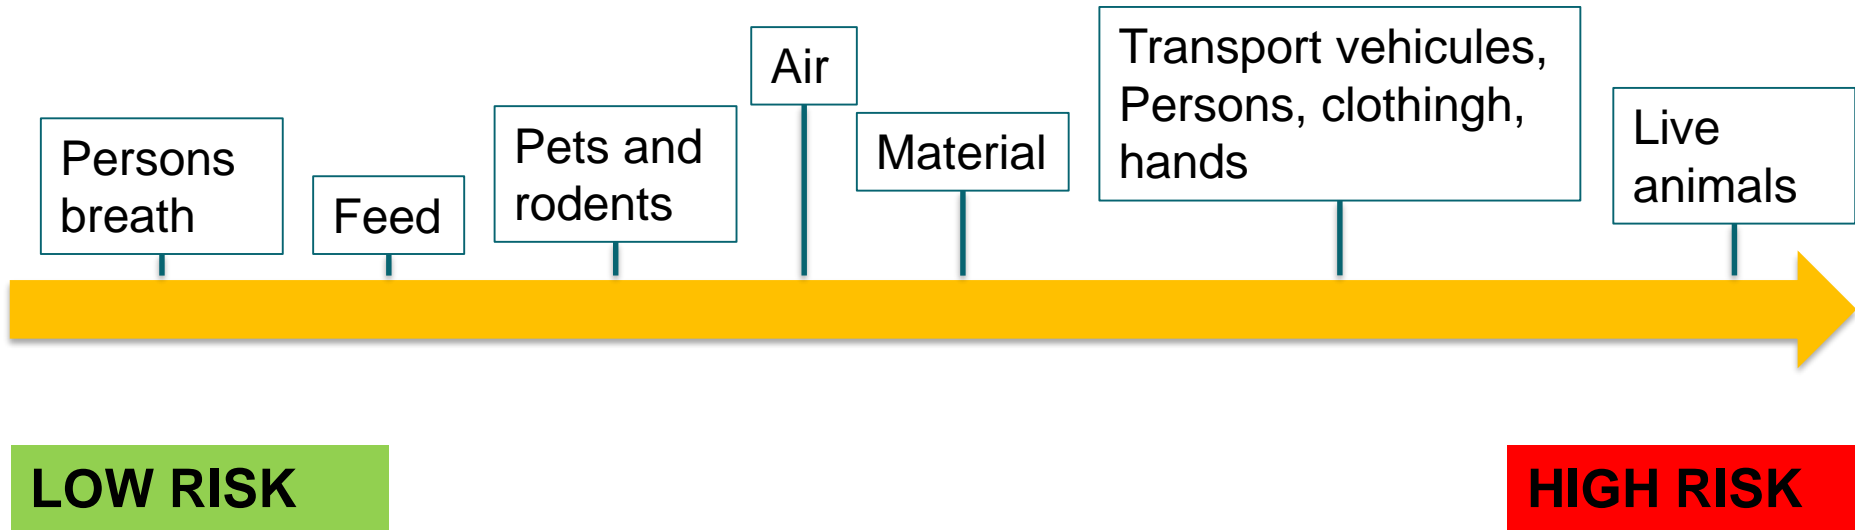 Persons
breath
Feed
Pets and
rodents
Air
Material
Transport vehicules,
Persons, clothingh,
hands
Live
animals
LOW RISK
HIGH RISK